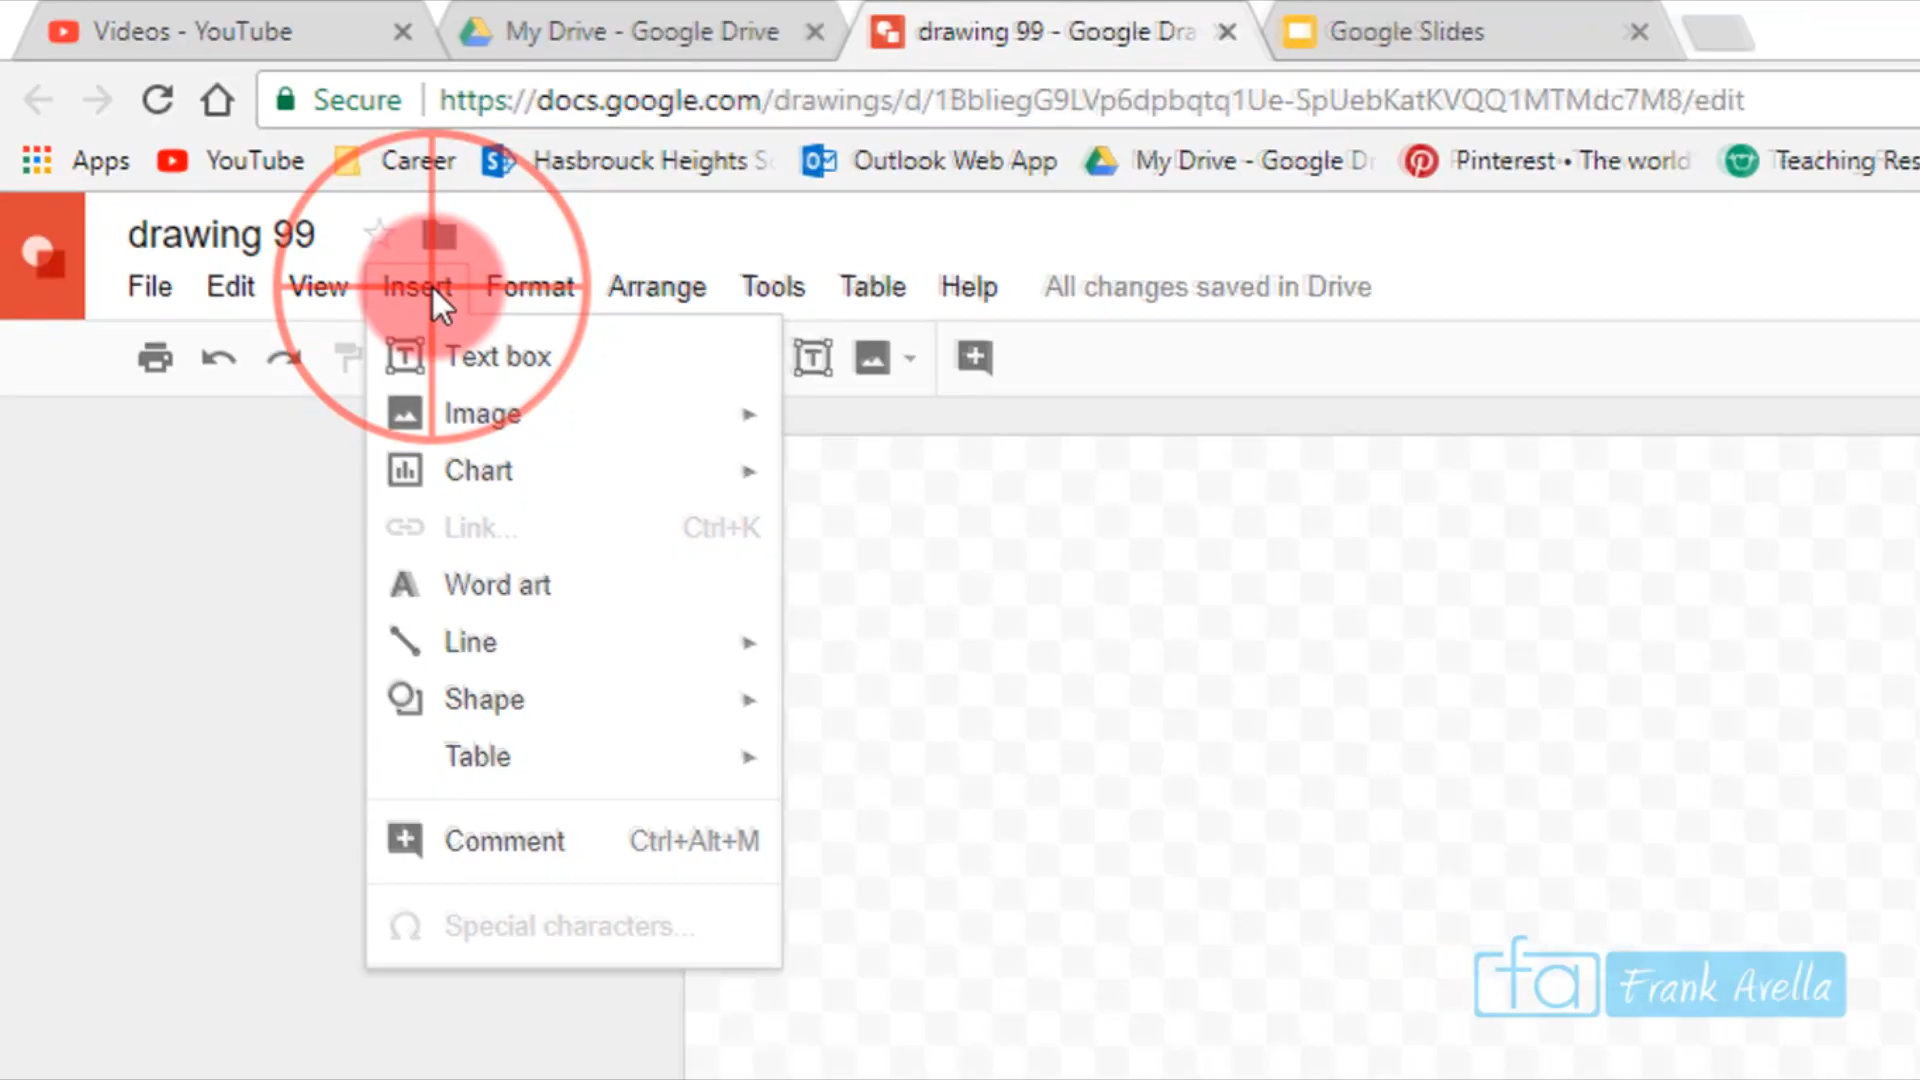 Videos - YouTube
My Drive - Google Drive
drawing 99 - Google Dra
Google Slides
Secure
https://docs.google.com/drawings/d/1BbliegG9LVp6dpbqtq1Ue-SpUebKatKVQQ1MTMdc7M8/edit
Apps
YouTube
Career
Hasbrouck Heights Sc
Outlook Web App
My Drive - Google Dr
Pinterest • The world
Teaching Res
drawing 99
File Edit View Insert Format Arrange Tools Table Help All changes saved in Drive
Text box
Image
Chart
Link... Ctrl+K
Word art
Line
Shape
Table
Comment Ctrl+Alt+M
Special characters...
fa Frank Avella